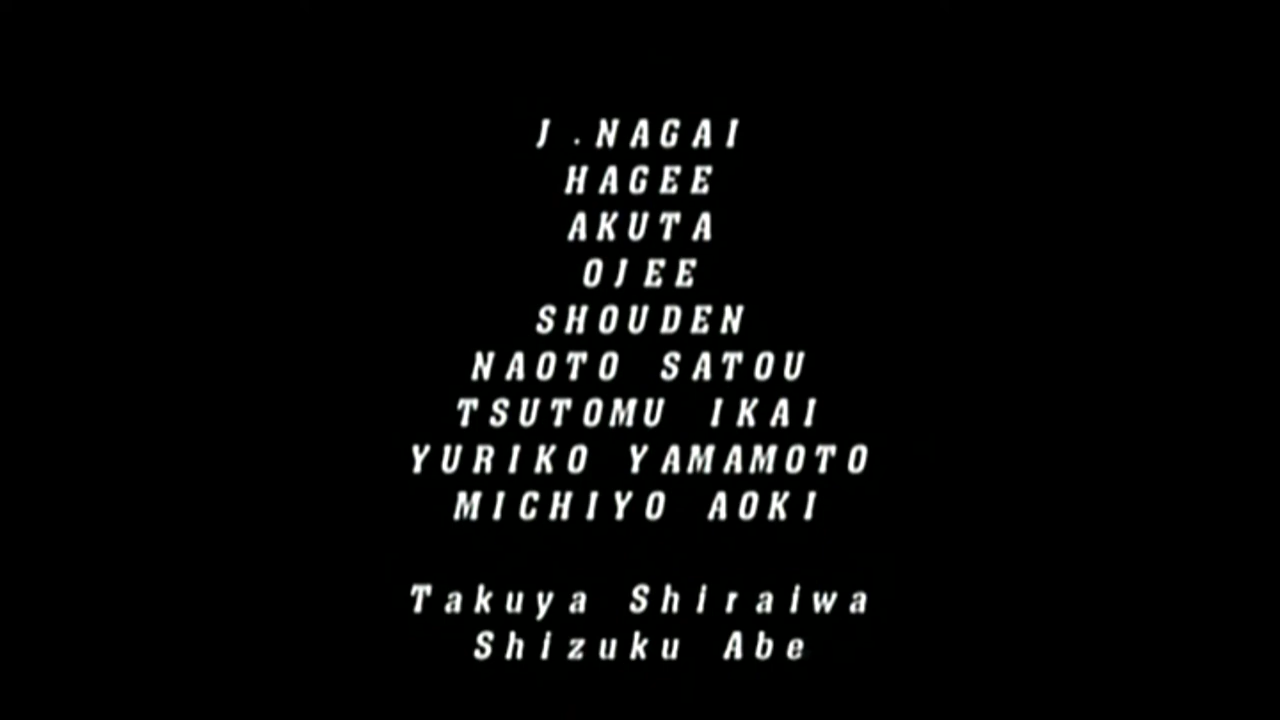 J.NAGAI
HAGEE
AKUTA
OJEE
SHOUDEN
NAOTO SATOU
TSUTOMU IKAI
YURIKO YAMAMOTO
MICHIYO AOKI
Takuya Shiraiwa
Shizuku Abe